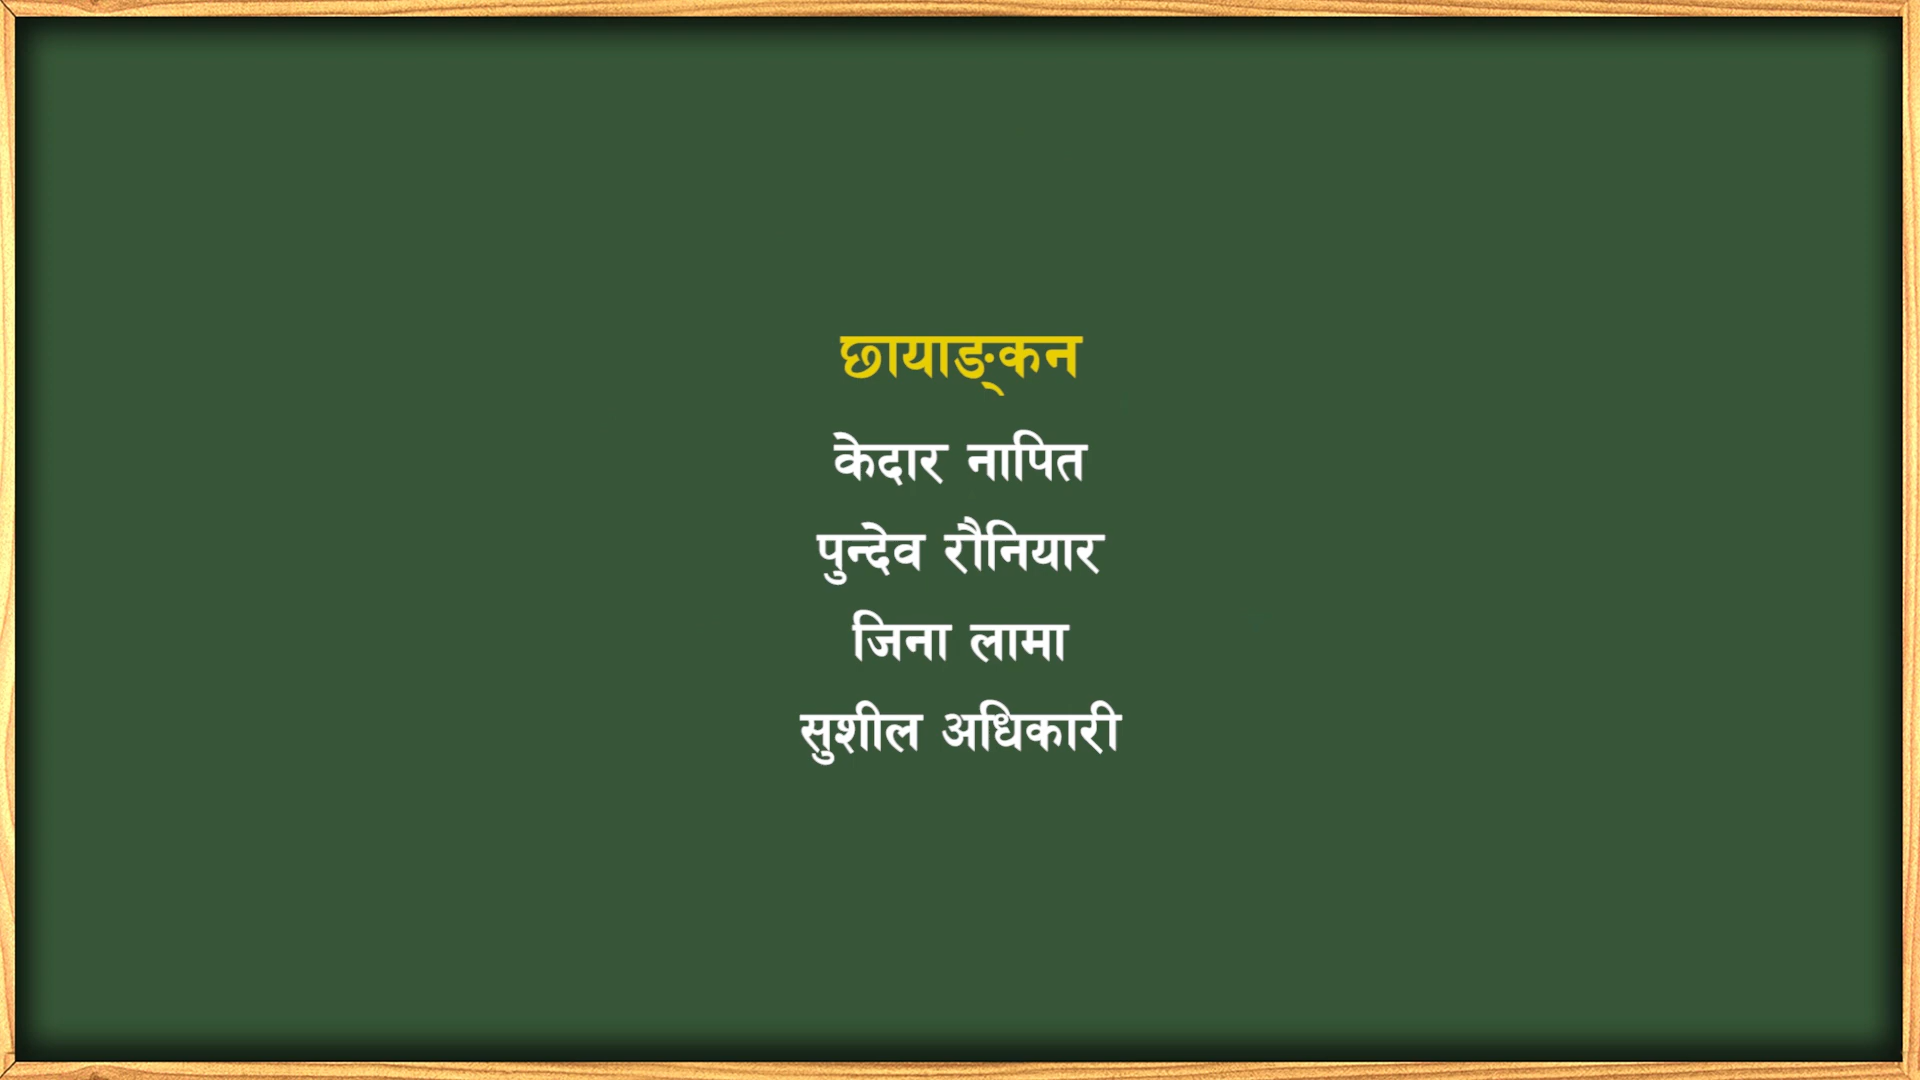 छायाङ्कन
केदार नापित
पुन्देव रौनियार
जिना लामा
सुशील अधिकारी